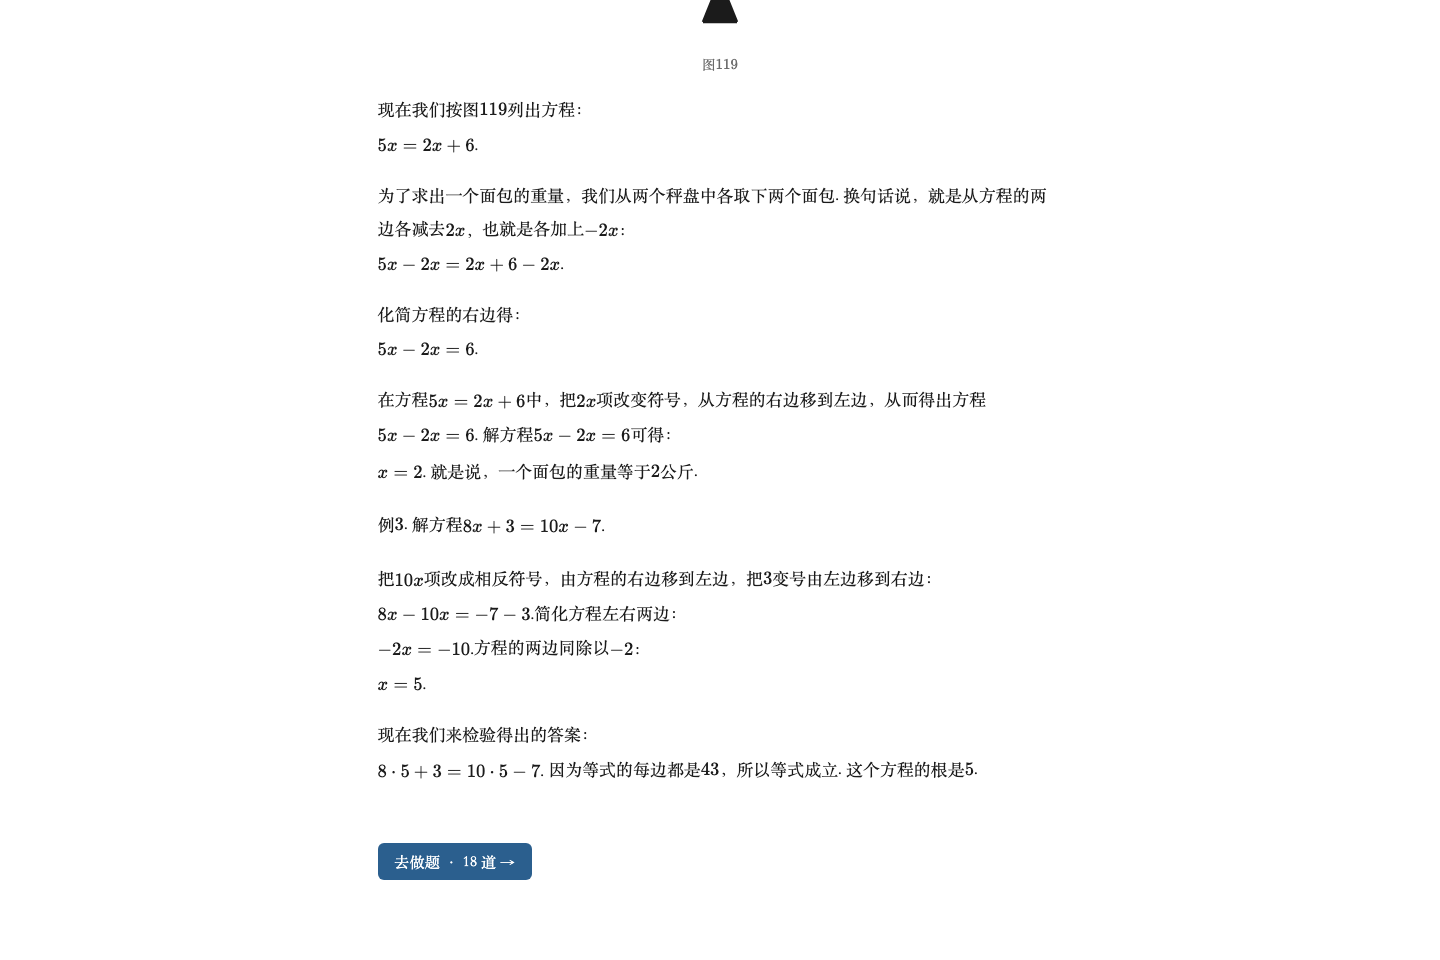 图119
现在我们按图119列出方程：
5x = 2x + 6.
为了求出一个面包的重量，我们从两个秤盘中各取下两个面包. 换句话说，就是从方程的两
边各减去2x，也就是各加上−2x：
5x − 2x = 2x + 6 − 2x.
化简方程的右边得：
5x − 2x = 6.
在方程5x = 2x + 6中，把2x项改变符号，从方程的右边移到左边，从而得出方程
5x − 2x = 6. 解方程5x − 2x = 6可得：
x = 2. 就是说，一个面包的重量等于2公斤.
例3. 解方程8x + 3 = 10x − 7.
把10x项改成相反符号，由方程的右边移到左边，把3变号由左边移到右边：
8x − 10x = −7 − 3.简化方程左右两边：
−2x = −10.方程的两边同除以−2：
x = 5.
现在我们来检验得出的答案：
8 · 5 + 3 = 10 · 5 − 7. 因为等式的每边都是43，所以等式成立. 这个方程的根是5.
去做题 · 18 道 →